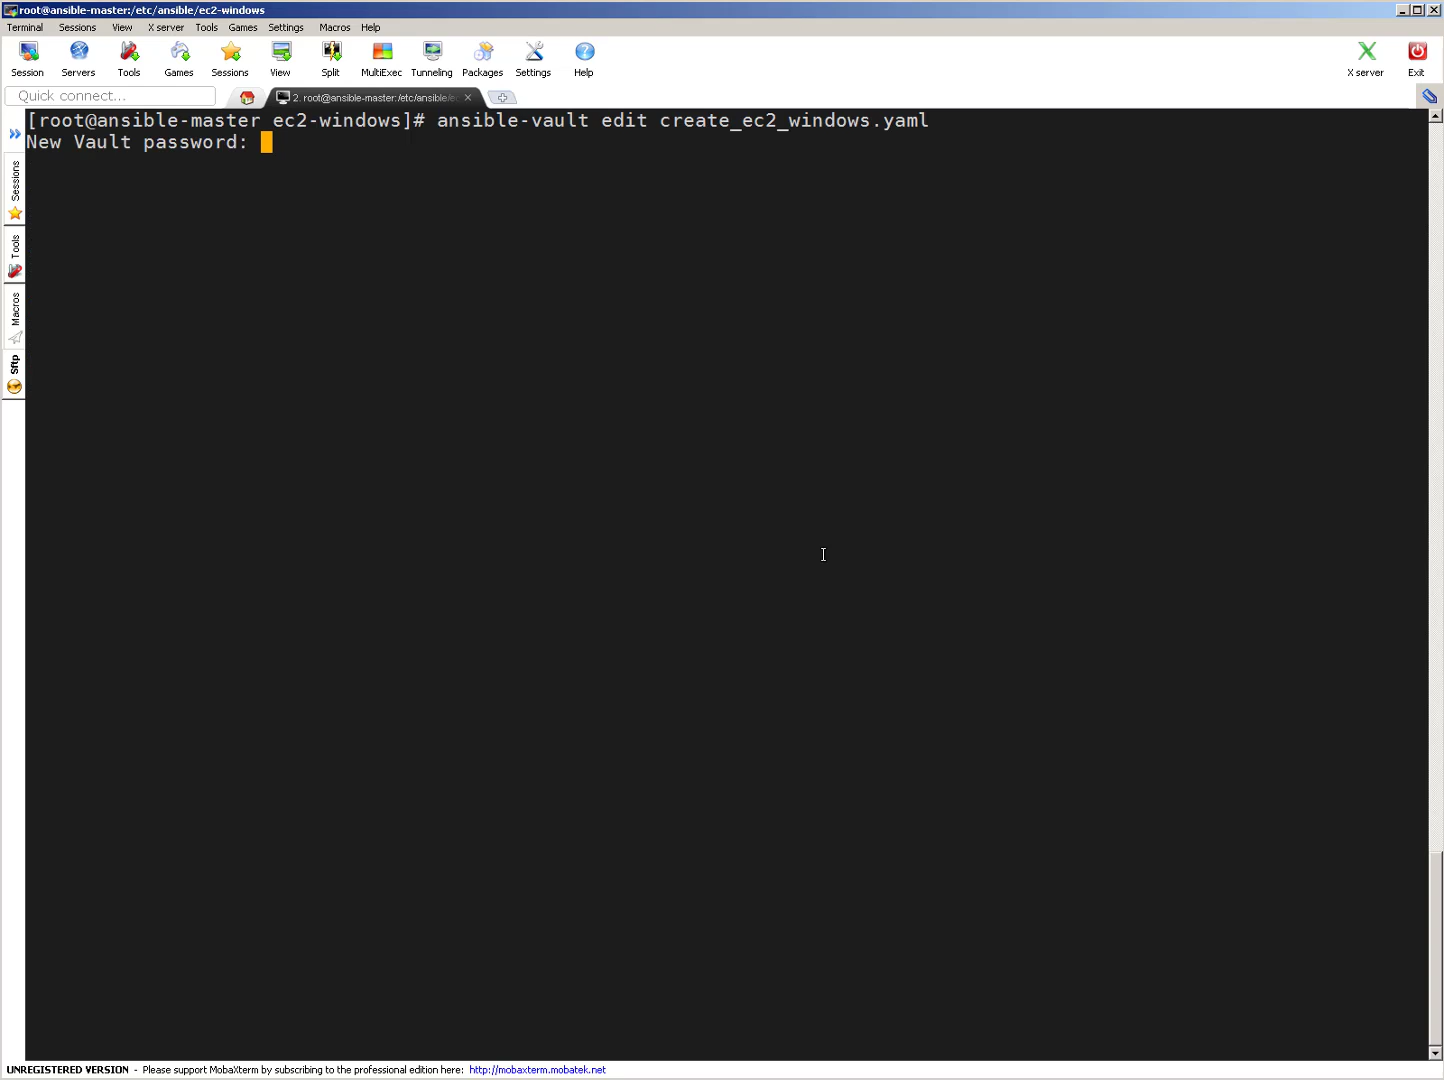 root@ansible-master:/etc/ansible/ec2-windows
Terminal Sessions View X server Tools Games Settings Macros Help
Session Servers Tools Games Sessions View Split MultiExec Tunneling Packages Settings Help X server Exit
Quick connect... 2. root@ansible-master:/etc/ansible/e
[root@ansible-master ec2-windows]# ansible-vault edit create_ec2_windows.yaml
New Vault password:
Sessions
Tools
Macros
Sftp
UNREGISTERED VERSION - Please support MobaXterm by subscribing to the professional edition here: http://mobaxterm.mobatek.net